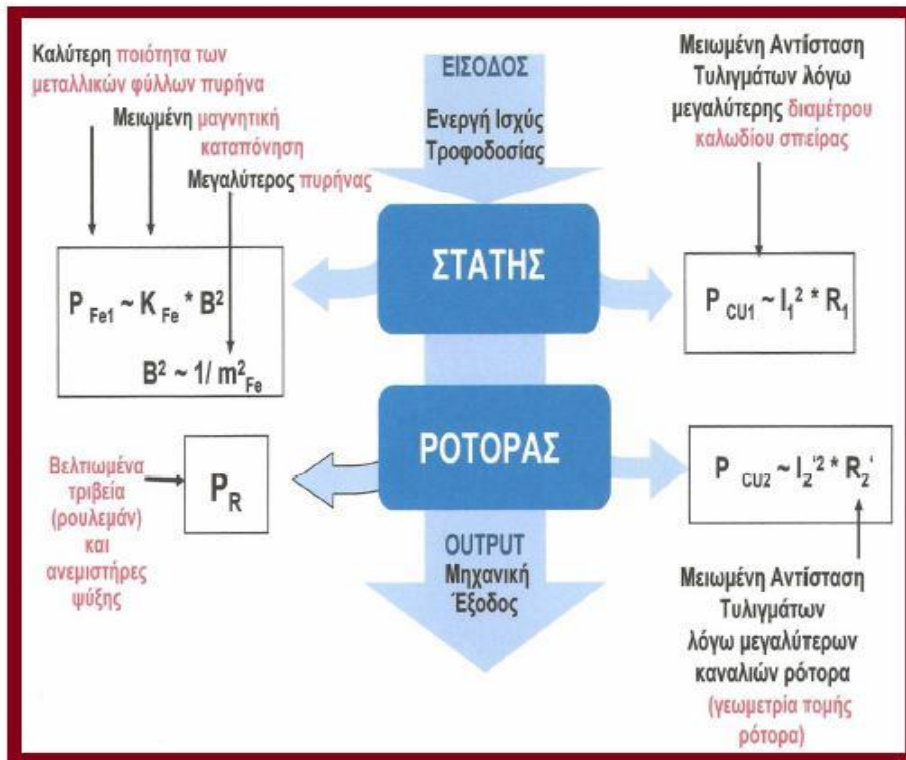 Καλύτερη ποιότητα των
μεταλλικών φύλλων πυρήνα
Μειωμένη μαγνητική
καταπόνηση
Μεγαλύτερος πυρήνας
P Fe1 ~ K Fe * B²
B² ~ 1/ m²Fe
ΕΙΣΟΔΟΣ
Ενεργή Ισχύς
Τροφοδοσίας
Μειωμένη Αντίσταση
Τυλιγμάτων λόγω
μεγαλύτερης διαμέτρου
καλωδίου σπείρας
ΣΤΑΤΗΣ
P CU1 ~ I₁² * R₁
Βελτιωμένα
τριβεία
(ρουλεμάν)
και
ανεμιστήρες
ψύξης
P R
ΡΟΤΟΡΑΣ
P CU2 ~ I₂'² * R₂'
OUTPUT
Μηχανική
Έξοδος
Μειωμένη Αντίσταση
Τυλιγμάτων
λόγω μεγαλύτερων
καναλιών ρότορα
(γεωμετρία τομής
ρότορα)